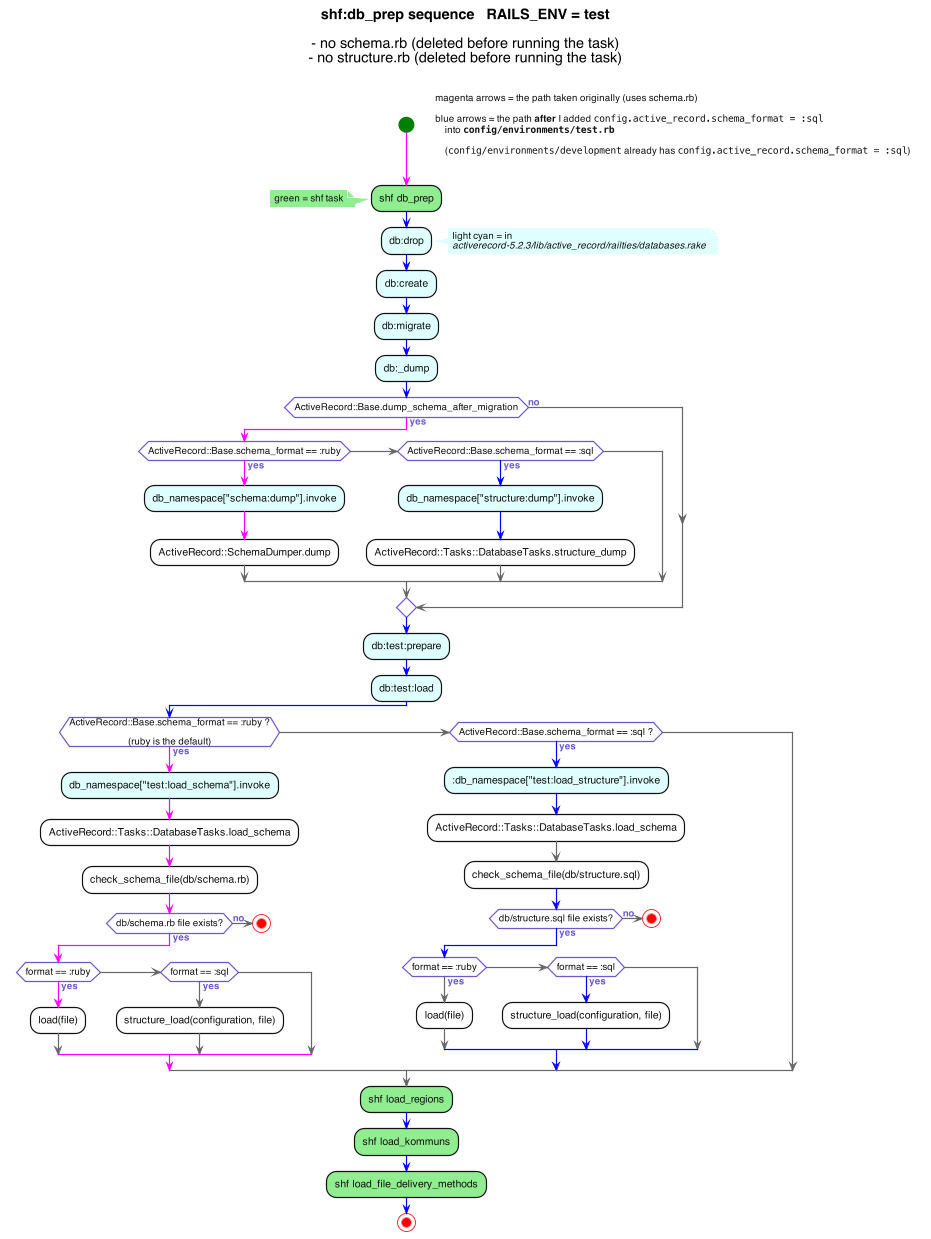 shf:db_prep sequence   RAILS_ENV = test
- no schema.rb (deleted before running the task)
- no structure.rb (deleted before running the task)
magenta arrows = the path taken originally (uses schema.rb)
blue arrows = the path after I added config.active_record.schema_format = :sql
into config/environments/test.rb
(config/environments/development already has config.active_record.schema_format = :sql)
green = shf task
shf db_prep
db:drop
light cyan = in
activerecord-5.2.3/lib/active_record/railties/databases.rake
db:create
db:migrate
db:_dump
ActiveRecord::Base.dump_schema_after_migration
no
yes
ActiveRecord::Base.schema_format == :ruby
ActiveRecord::Base.schema_format == :sql
yes
yes
db_namespace["schema:dump"].invoke
db_namespace["structure:dump"].invoke
ActiveRecord::SchemaDumper.dump
ActiveRecord::Tasks::DatabaseTasks.structure_dump
db:test:prepare
db:test:load
ActiveRecord::Base.schema_format == :ruby ?
(ruby is the default)
ActiveRecord::Base.schema_format == :sql ?
yes
yes
db_namespace["test:load_schema"].invoke
:db_namespace["test:load_structure"].invoke
ActiveRecord::Tasks::DatabaseTasks.load_schema
ActiveRecord::Tasks::DatabaseTasks.load_schema
check_schema_file(db/schema.rb)
check_schema_file(db/structure.sql)
db/schema.rb file exists?
no
db/structure.sql file exists?
no
yes
yes
format == :ruby
format == :sql
format == :ruby
format == :sql
yes
yes
yes
yes
load(file)
structure_load(configuration, file)
load(file)
structure_load(configuration, file)
shf load_regions
shf load_kommuns
shf load_file_delivery_methods